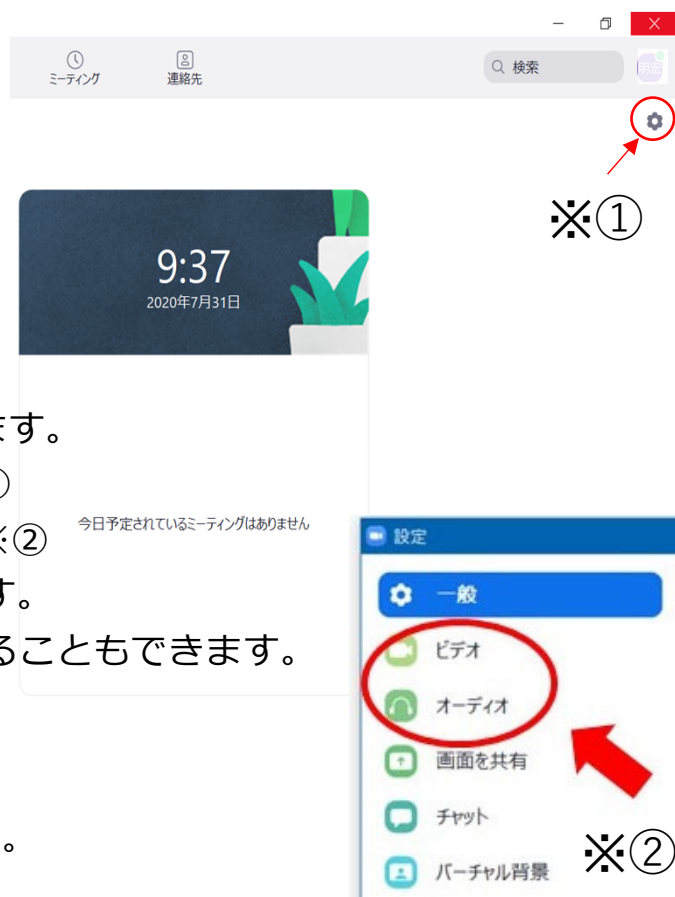 ミーティング
連絡先
検索
明宏
※①
9:37
2020年7月31日
ます。
今日予定されているミーティングはありません
※②
す。
ることもできます。
設定
一般
ビデオ
オーディオ
画面を共有
チャット
バーチャル背景
※②
。